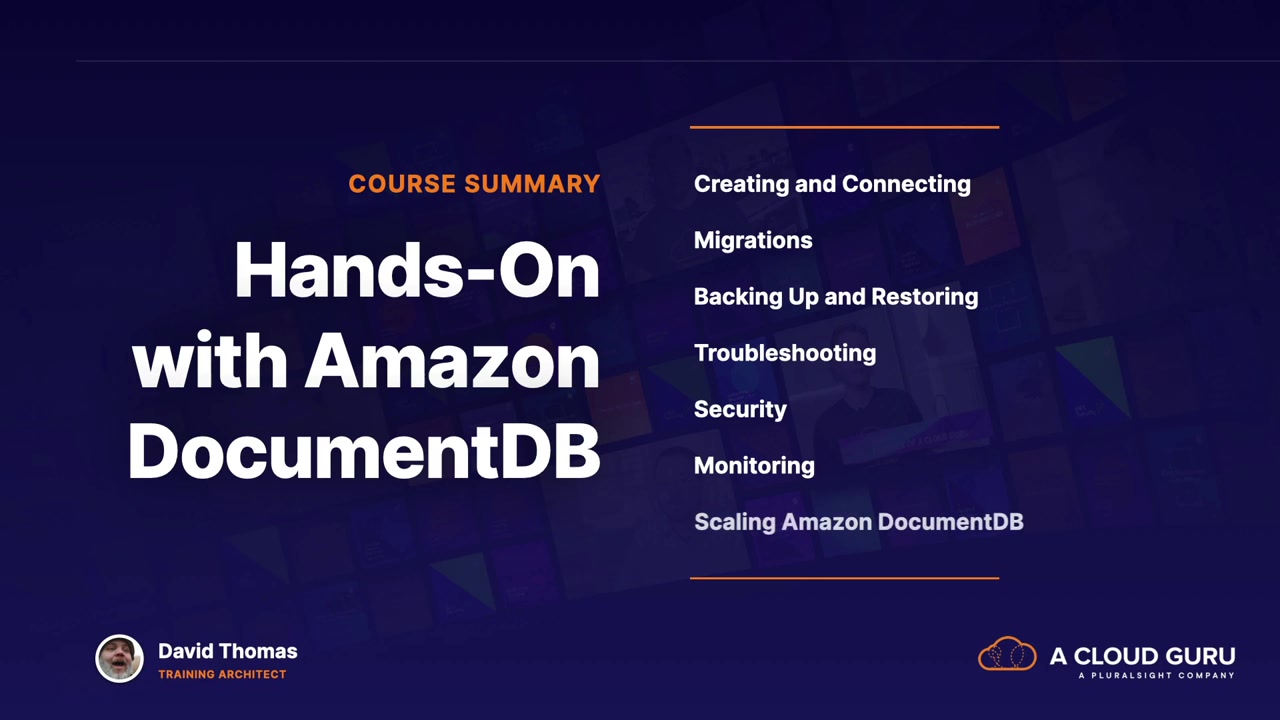 COURSE SUMMARY
Hands-On
with Amazon
DocumentDB
Creating and Connecting
Migrations
Backing Up and Restoring
Troubleshooting
Security
Monitoring
Scaling Amazon DocumentDB
David Thomas
TRAINING ARCHITECT
A CLOUD GURU
A PLURALSIGHT COMPANY